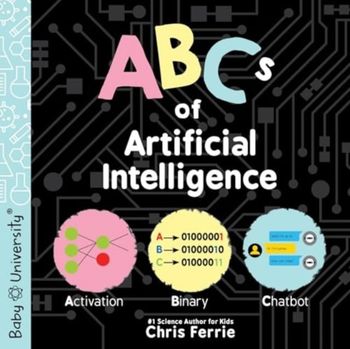 ABCs
of
Artificial
Intelligence
A → 01000001
B → 01000010
C → 01000011
Activation
Binary
Chatbot
#1 Science Author for Kids
Chris Ferrie
Baby University®